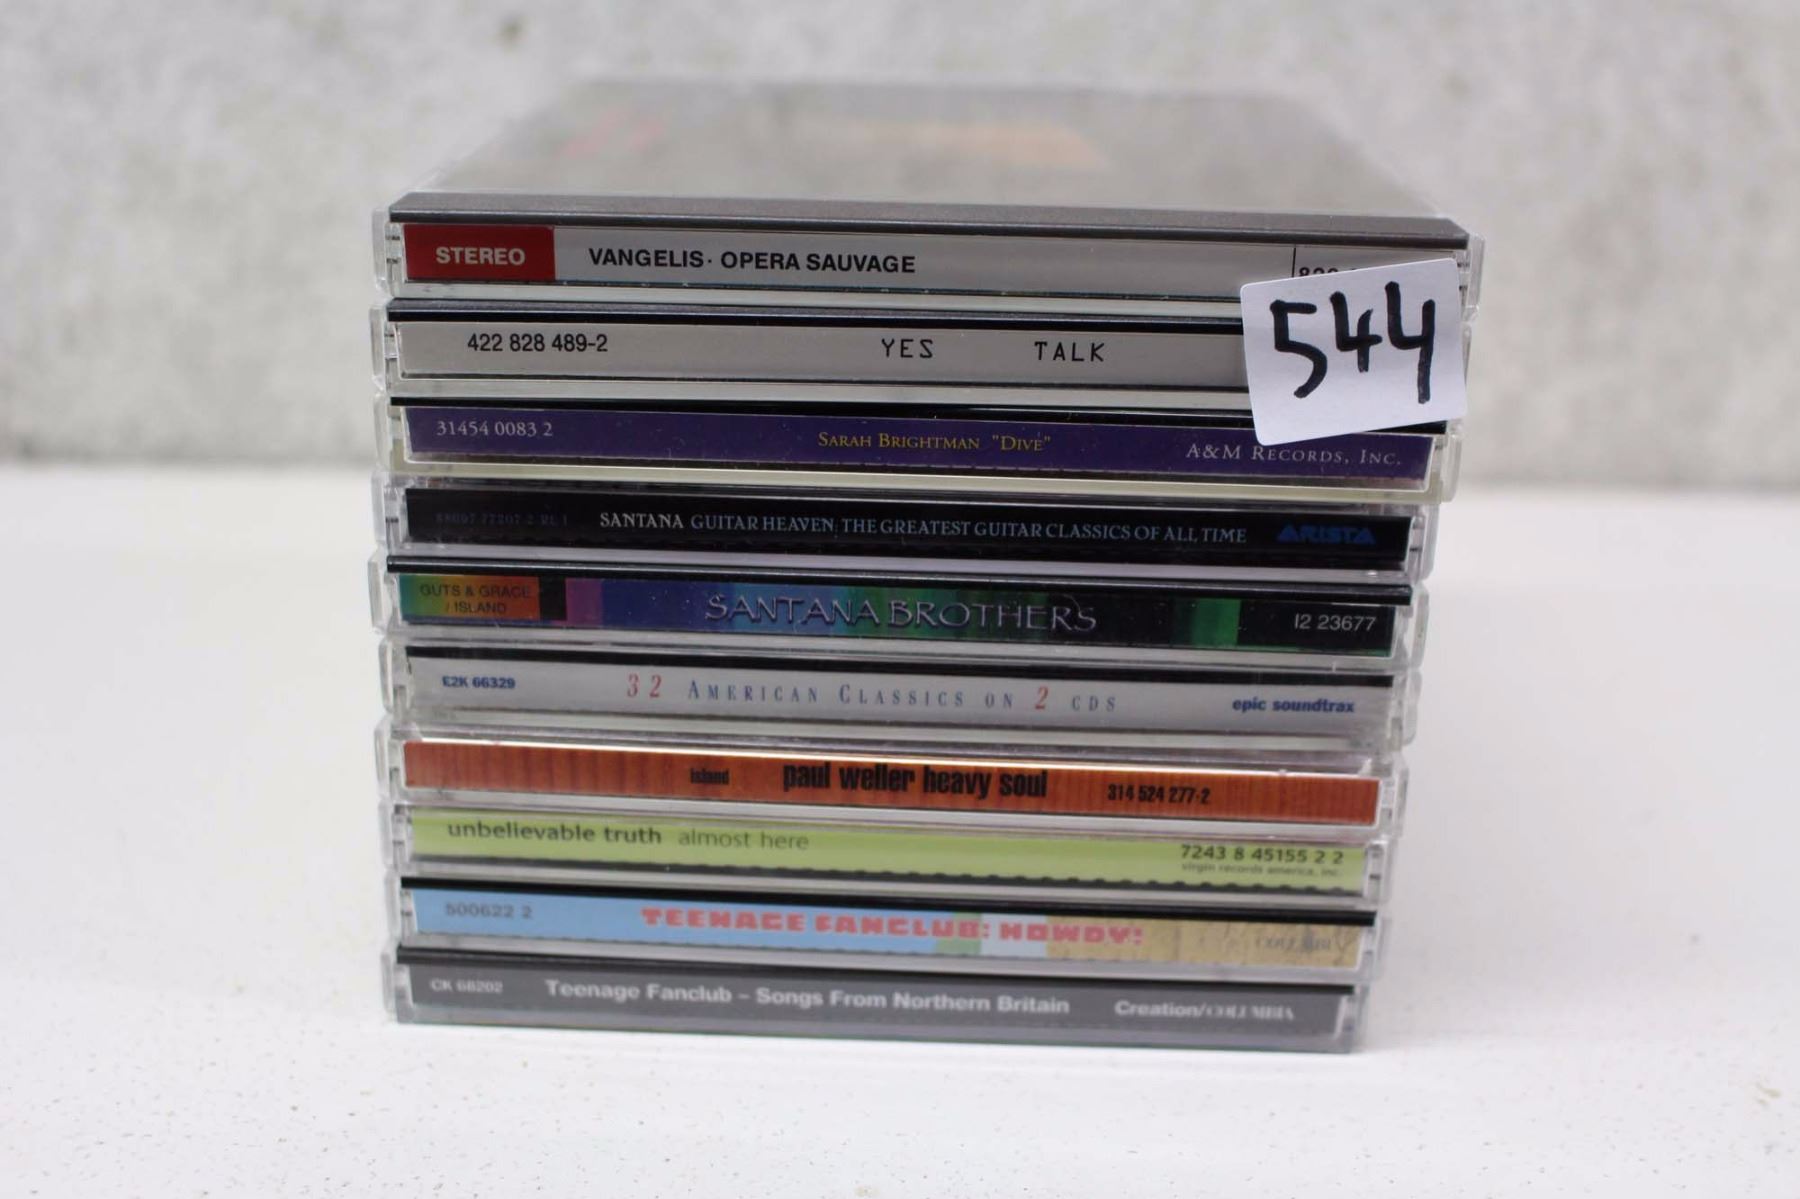 STEREO VANGELIS · OPERA SAUVAGE
544
422 828 489-2 YES TALK
31454 0083 2 SARAH BRIGHTMAN "DIVE" A&M RECORDS, INC.
SANTANA GUITAR HEAVEN: THE GREATEST GUITAR CLASSICS OF ALL TIME ARISTA
GUTS & GRACE
/ ISLAND
SANTANA BROTHERS I2 23677
E2K 66329 32 AMERICAN CLASSICS ON 2 CDS epic soundtrax
island paul weller heavy soul 314 524 277-2
unbelievable truth almost here 7243 8 45155 2 2
virgin records america, inc.
500622 2 TEENAGE FANCLUB: HOWDY! COLUMBIA
CK 68202 Teenage Fanclub – Songs From Northern Britain Creation/COLUMBIA